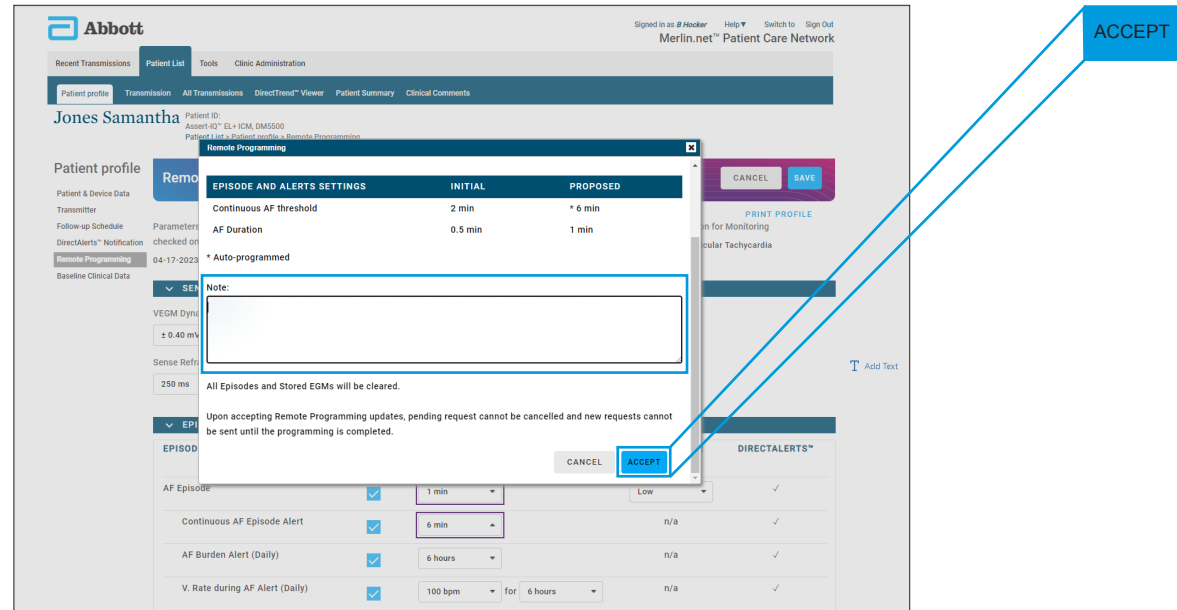 Abbott
Signed in as B Hocker Help▼ Switch to Sign Out
Merlin.net™ Patient Care Network
Recent Transmissions Patient List Tools Clinic Administration
Patient profile Transmission All Transmissions DirectTrend™ Viewer Patient Summary Clinical Comments
Jones Samantha
Patient ID:
Assert-IQ™ EL+ ICM, DM5500
Patient List > Patient profile > Remote Programming
Patient profile
Patient & Device Data
Transmitter
Follow-up Schedule
DirectAlerts™ Notification
Remote Programming
Baseline Clinical Data
Remo
CANCEL SAVE
PRINT PROFILE
Parameters
checked on
04-17-2023
n for Monitoring
cular Tachycardia
SEN
VEGM Dyna
± 0.40 mV
Sense Refra
250 ms
Remote Programming
EPISODE AND ALERTS SETTINGS INITIAL PROPOSED
Continuous AF threshold 2 min * 6 min
AF Duration 0.5 min 1 min
* Auto-programmed
Note:
All Episodes and Stored EGMs will be cleared.
Upon accepting Remote Programming updates, pending request cannot be cancelled and new requests cannot
be sent until the programming is completed.
CANCEL ACCEPT
ACCEPT
Add Text
EPI
EPISOD DIRECTALERTS™
AF Episode 1 min Low ✓
Continuous AF Episode Alert 6 min n/a ✓
AF Burden Alert (Daily) 6 hours n/a ✓
V. Rate during AF Alert (Daily) 100 bpm for 6 hours n/a ✓